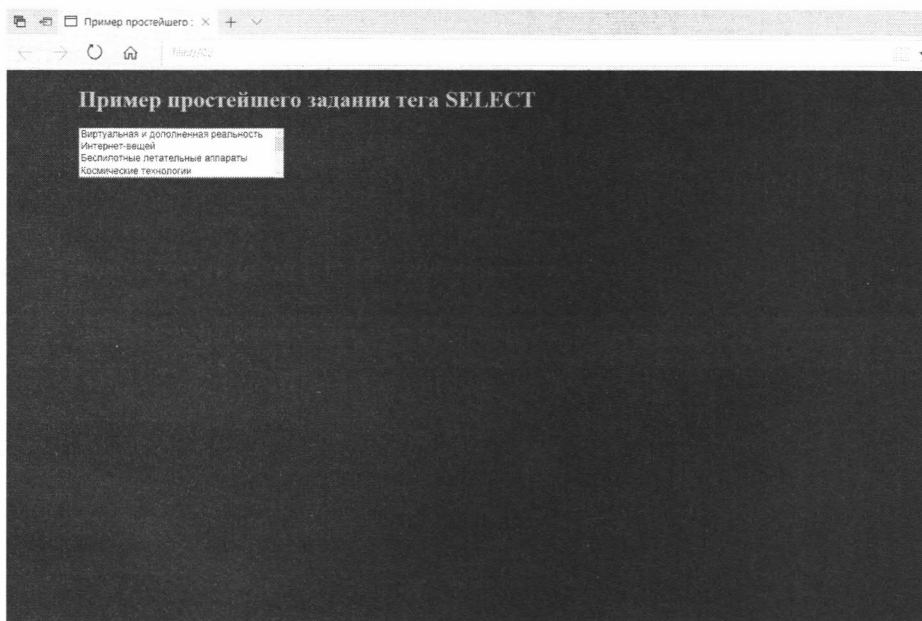 Пример простейшего :
Пример простейшего задания тега SELECT
Виртуальная и дополненная реальность
Интернет-вещей
Беспилотные летательные аппараты
Космические технологии